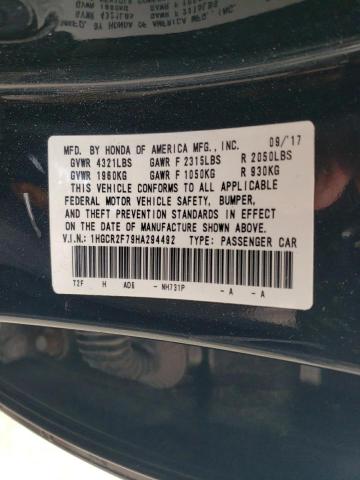 MFD. BY HONDA OF AMERICA MFG., INC. 09/'17
GVWR 4321LBS GAWR F 2315LBS R 2050LBS
GVWR 1960KG GAWR F 1050KG R 930KG
THIS VEHICLE CONFORMS TO ALL APPLICABLE
FEDERAL MOTOR VEHICLE SAFETY, BUMPER,
AND THEFT PREVENTION STANDARDS IN EFFECT
ON THE DATE OF MANUFACTURE SHOWN ABOVE.
V.I.N.: 1HGCR2F79HA294492 TYPE: PASSENGER CAR
T2F H AD6 - NH731P - A - A